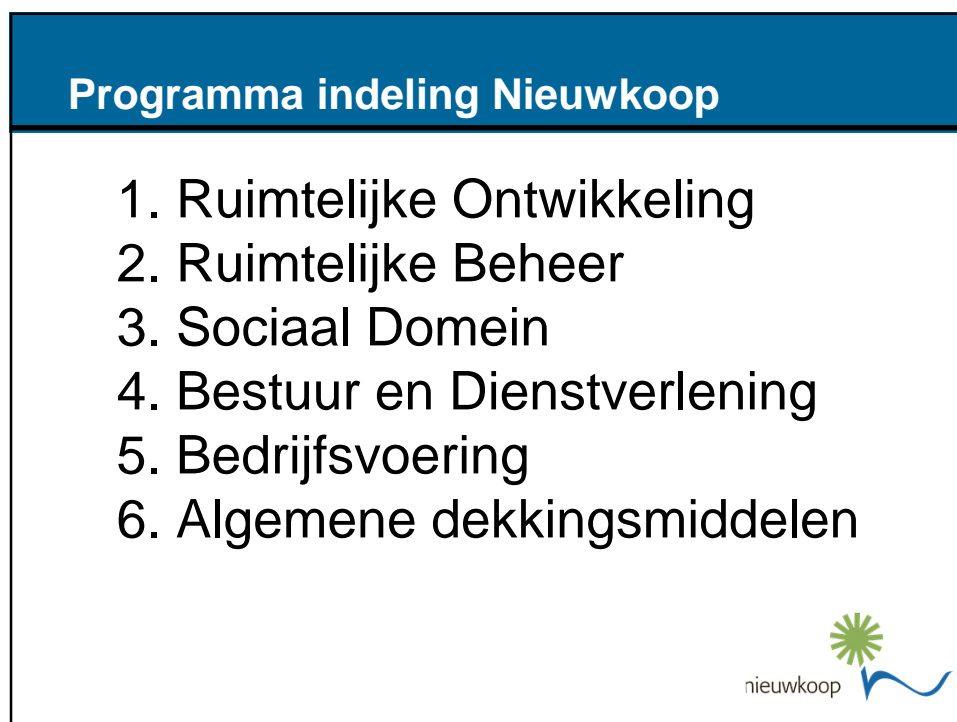 Programma indeling Nieuwkoop
1. Ruimtelijke Ontwikkeling
2. Ruimtelijke Beheer
3. Sociaal Domein
4. Bestuur en Dienstverlening
5. Bedrijfsvoering
6. Algemene dekkingsmiddelen
nieuwkoop